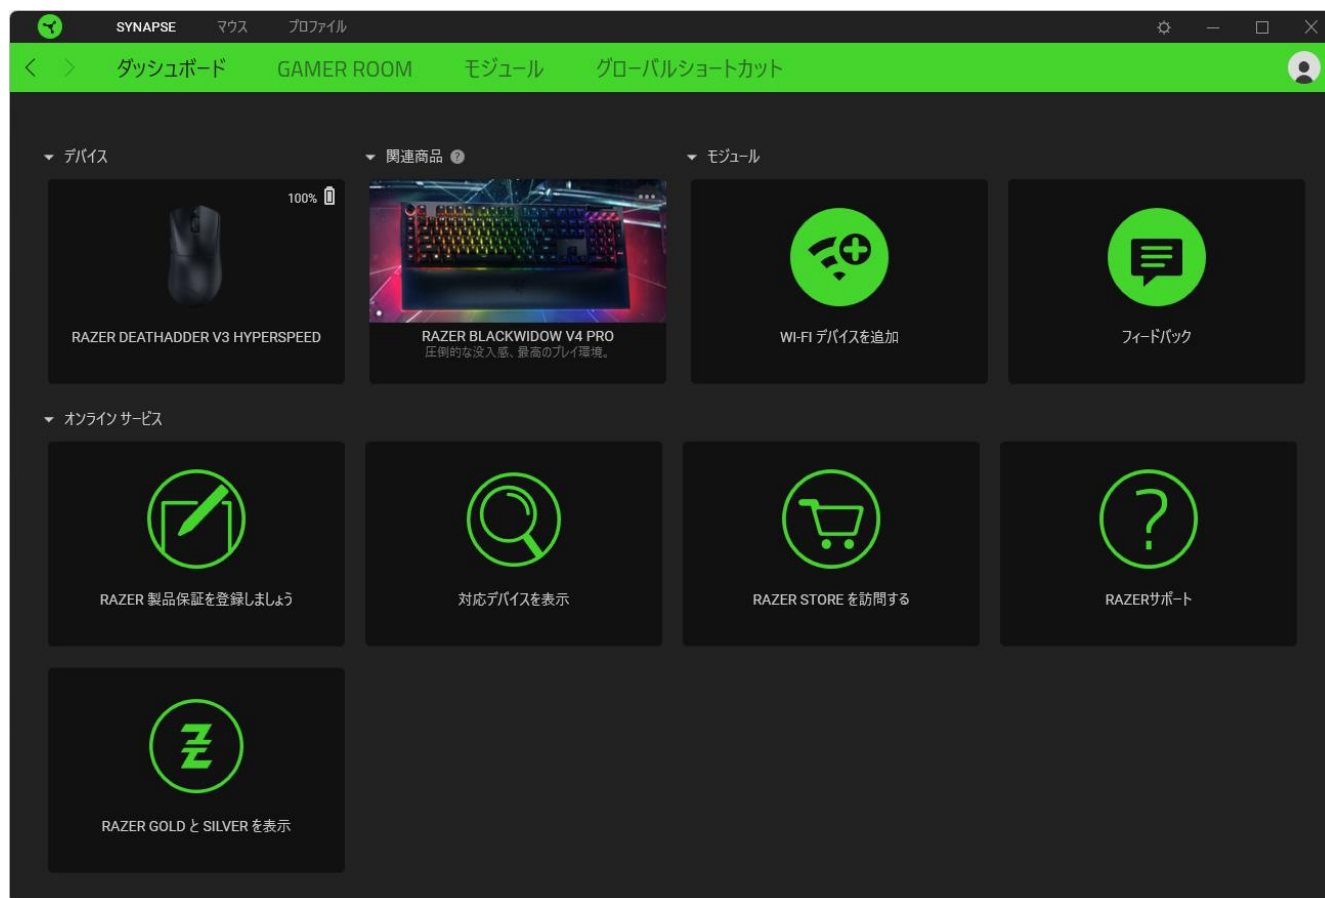 SYNAPSE マウス プロファイル
ダッシュボード GAMER ROOM モジュール グローバルショートカット
デバイス
100%
RAZER DEATHADDER V3 HYPERSPEED
関連商品 ?
RAZER BLACKWIDOW V4 PRO
圧倒的な没入感、最高のプレイ環境。
モジュール
WI-FI デバイスを追加
フィードバック
オンライン サービス
RAZER 製品保証を登録しましょう
対応デバイスを表示
RAZER STORE を訪問する
RAZERサポート
RAZER GOLD と SILVER を表示